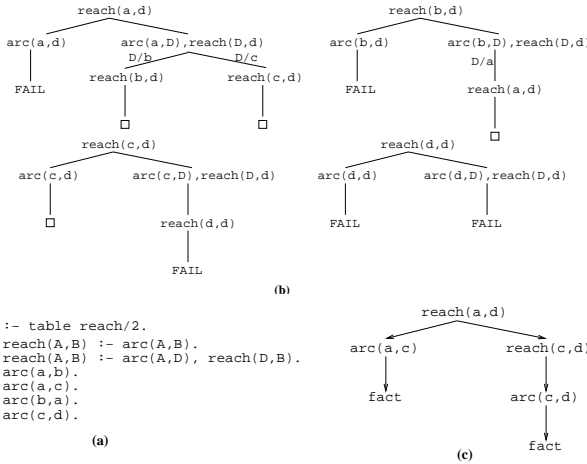 reach(a,d)
arc(a,d) arc(a,D),reach(D,d)
D/b D/c
reach(b,d) reach(c,d)
FAIL
reach(b,d)
arc(b,d) arc(b,D),reach(D,d)
D/a
FAIL reach(a,d)
reach(c,d)
arc(c,d) arc(c,D),reach(D,d)
reach(d,d)
FAIL
reach(d,d)
arc(d,d) arc(d,D),reach(D,d)
FAIL FAIL
(b)
:- table reach/2.
reach(A,B) :- arc(A,B).
reach(A,B) :- arc(A,D), reach(D,B).
arc(a,b).
arc(a,c).
arc(b,a).
arc(c,d).
(a)
reach(a,d)
arc(a,c) reach(c,d)
fact arc(c,d)
fact
(c)